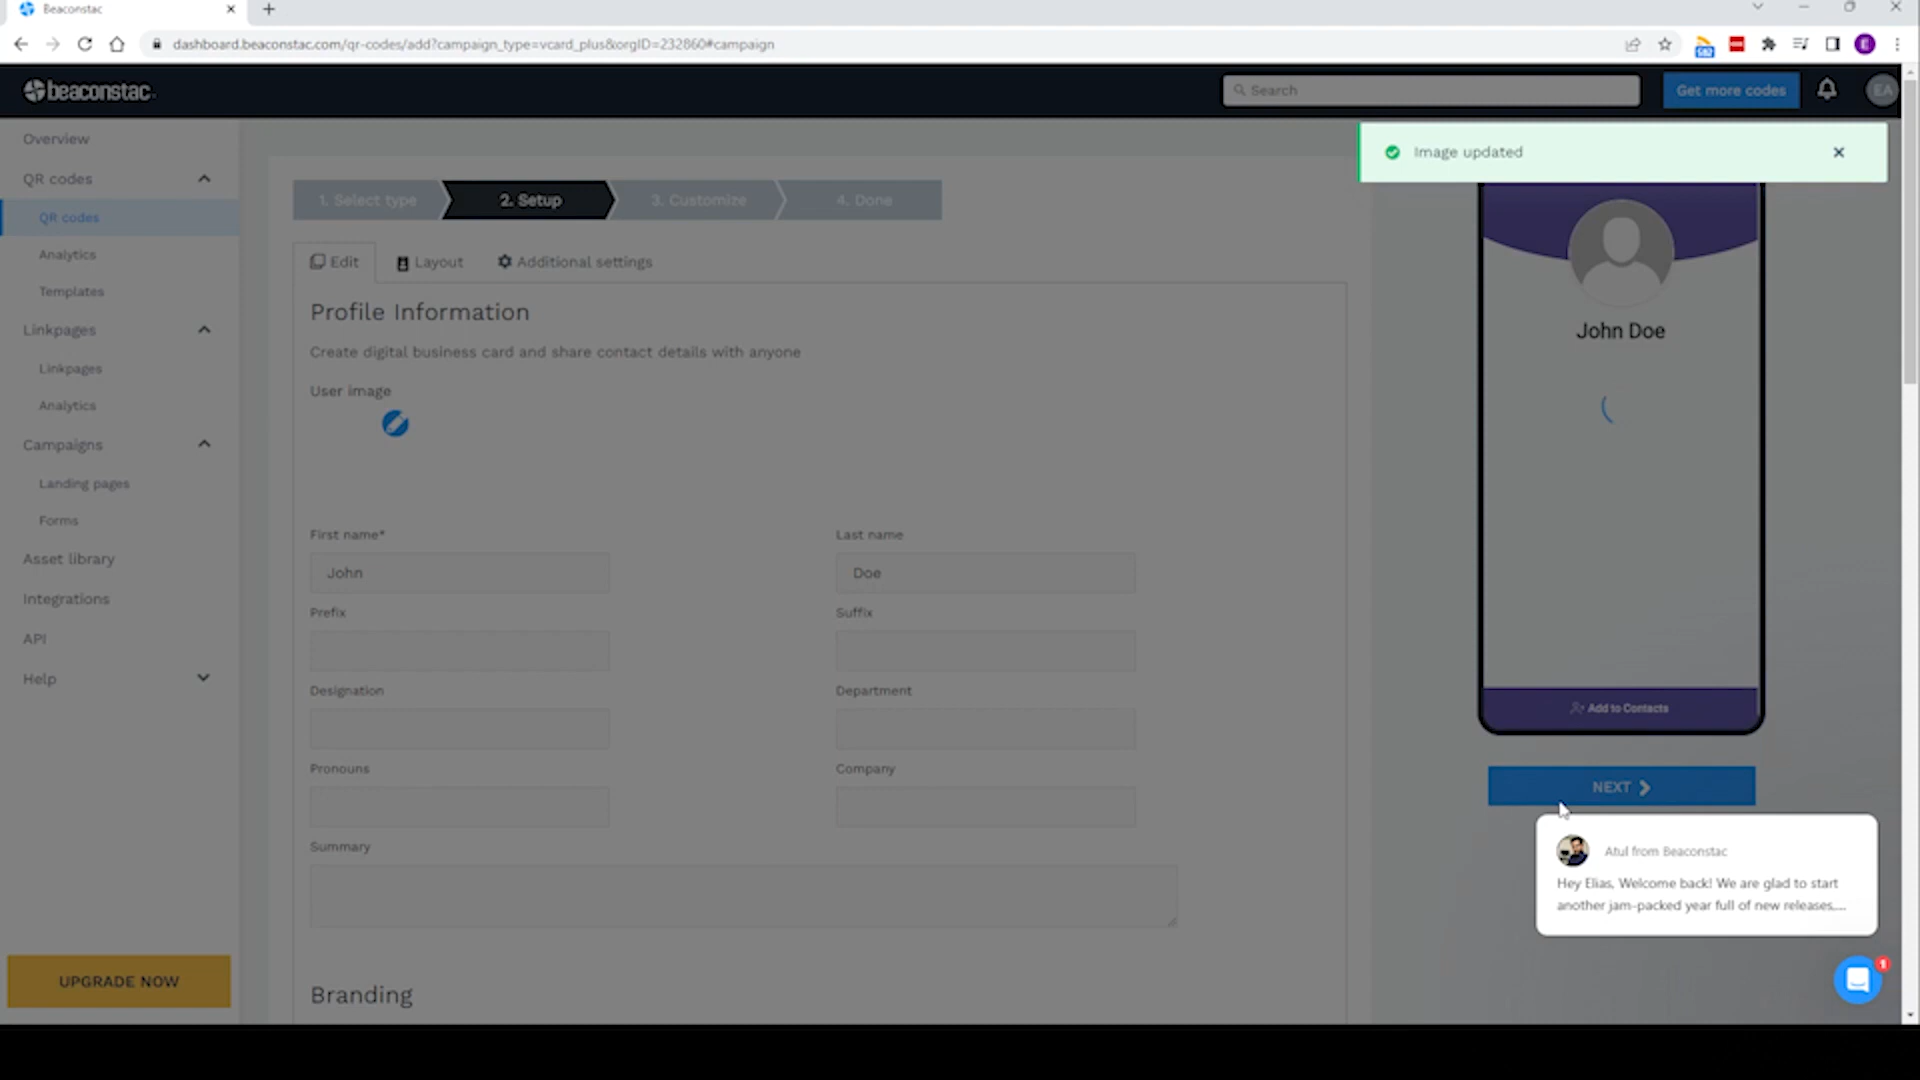 Beaconstac
dashboard.beaconstac.com/qr-codes/add?campaign_type=vcard_plus&orgID=232860#campaign
beaconstac
Search
Get more codes
EA
Image updated
Overview
QR codes
QR codes
Analytics
Templates
Linkpages
Linkpages
Analytics
Campaigns
Landing pages
Forms
Asset library
Integrations
API
Help
UPGRADE NOW
1. Select type
2. Setup
3. Customize
4. Done
Edit
Layout
Additional settings
Profile Information
Create digital business card and share contact details with anyone
User image
First name*
Last name
John
Doe
Prefix
Suffix
Designation
Department
Pronouns
Company
Summary
Branding
John Doe
Add to Contacts
NEXT
Atul from Beaconstac
Hey Elias, Welcome back! We are glad to start
another jam-packed year full of new releases,...
1